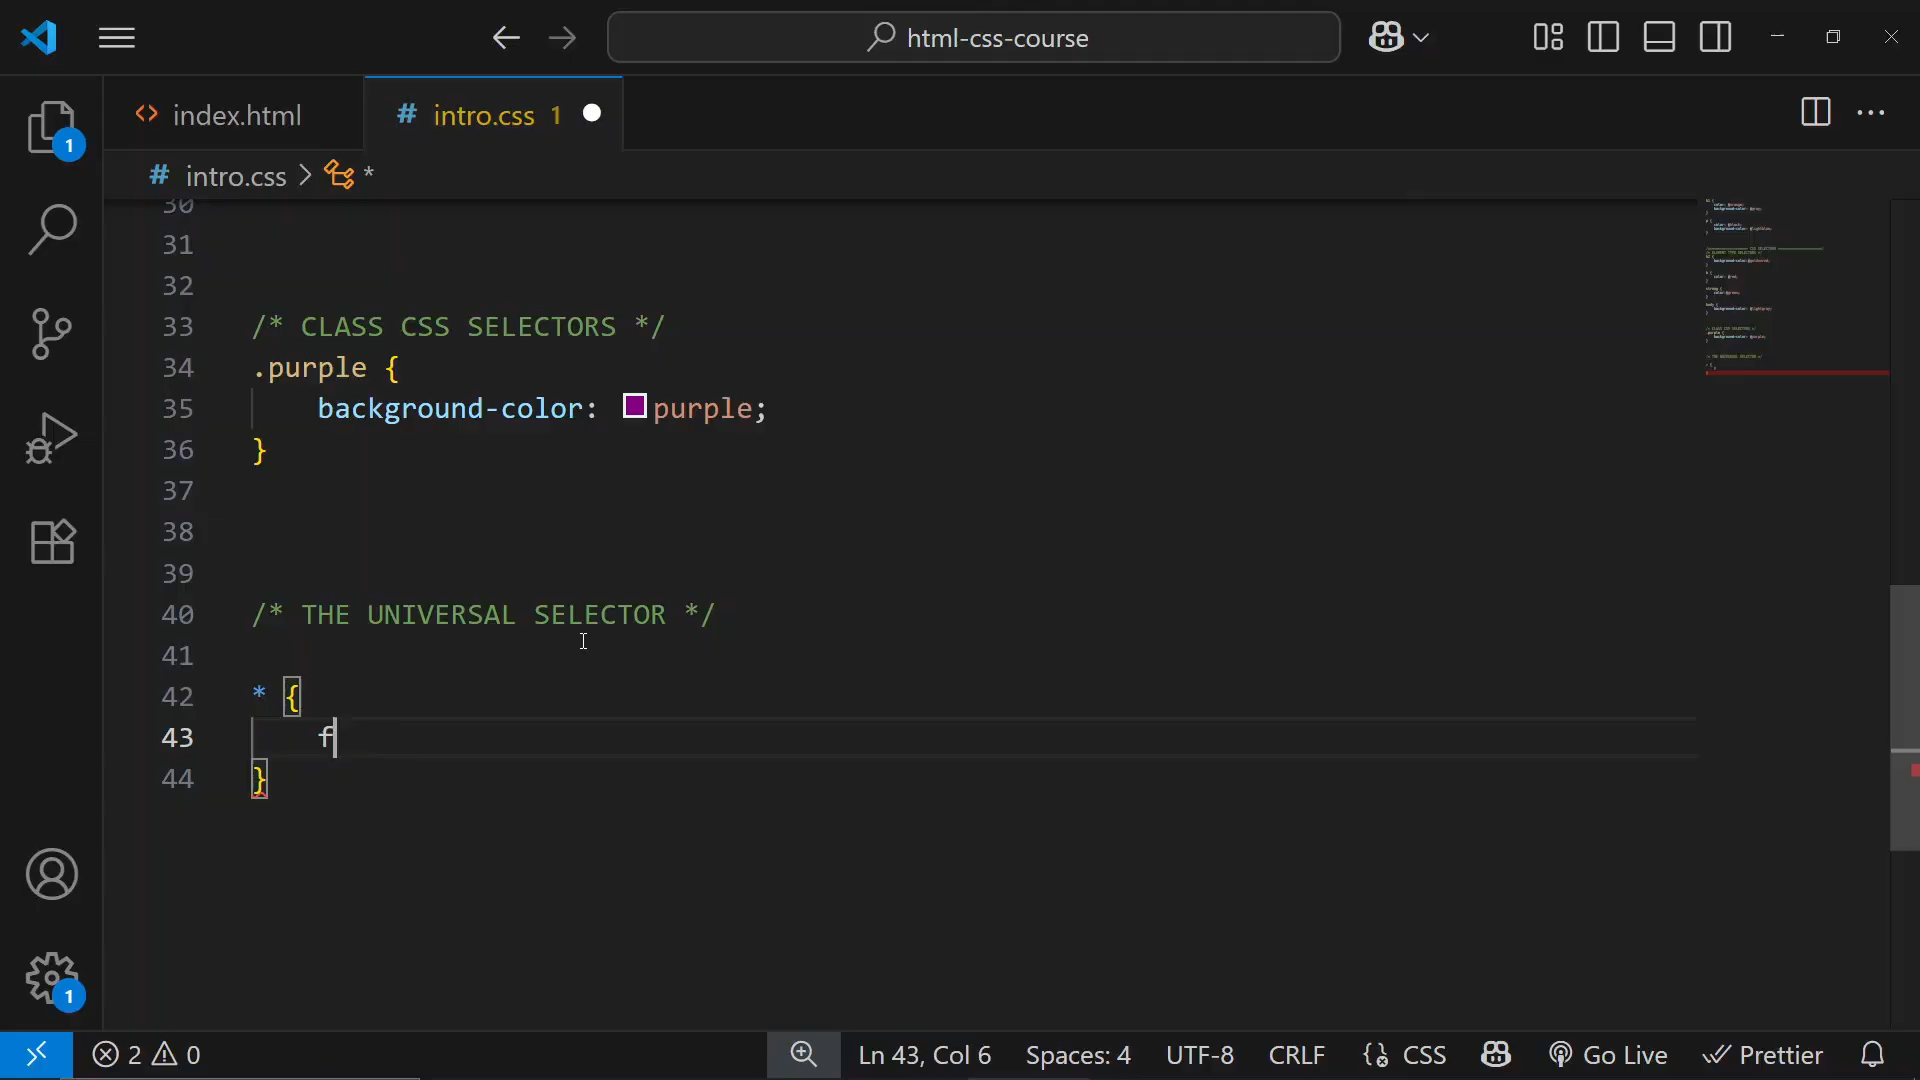 html-css-course
index.html
# intro.css 1
# intro.css > *
1
30
31
32
33 /* CLASS CSS SELECTORS */
34 .purple {
35 background-color: purple;
36 }
37
38
39
40 /* THE UNIVERSAL SELECTOR */
41
42 * {
43 f
44 }
1
2 0 Ln 43, Col 6 Spaces: 4 UTF-8 CRLF {} CSS Go Live Prettier